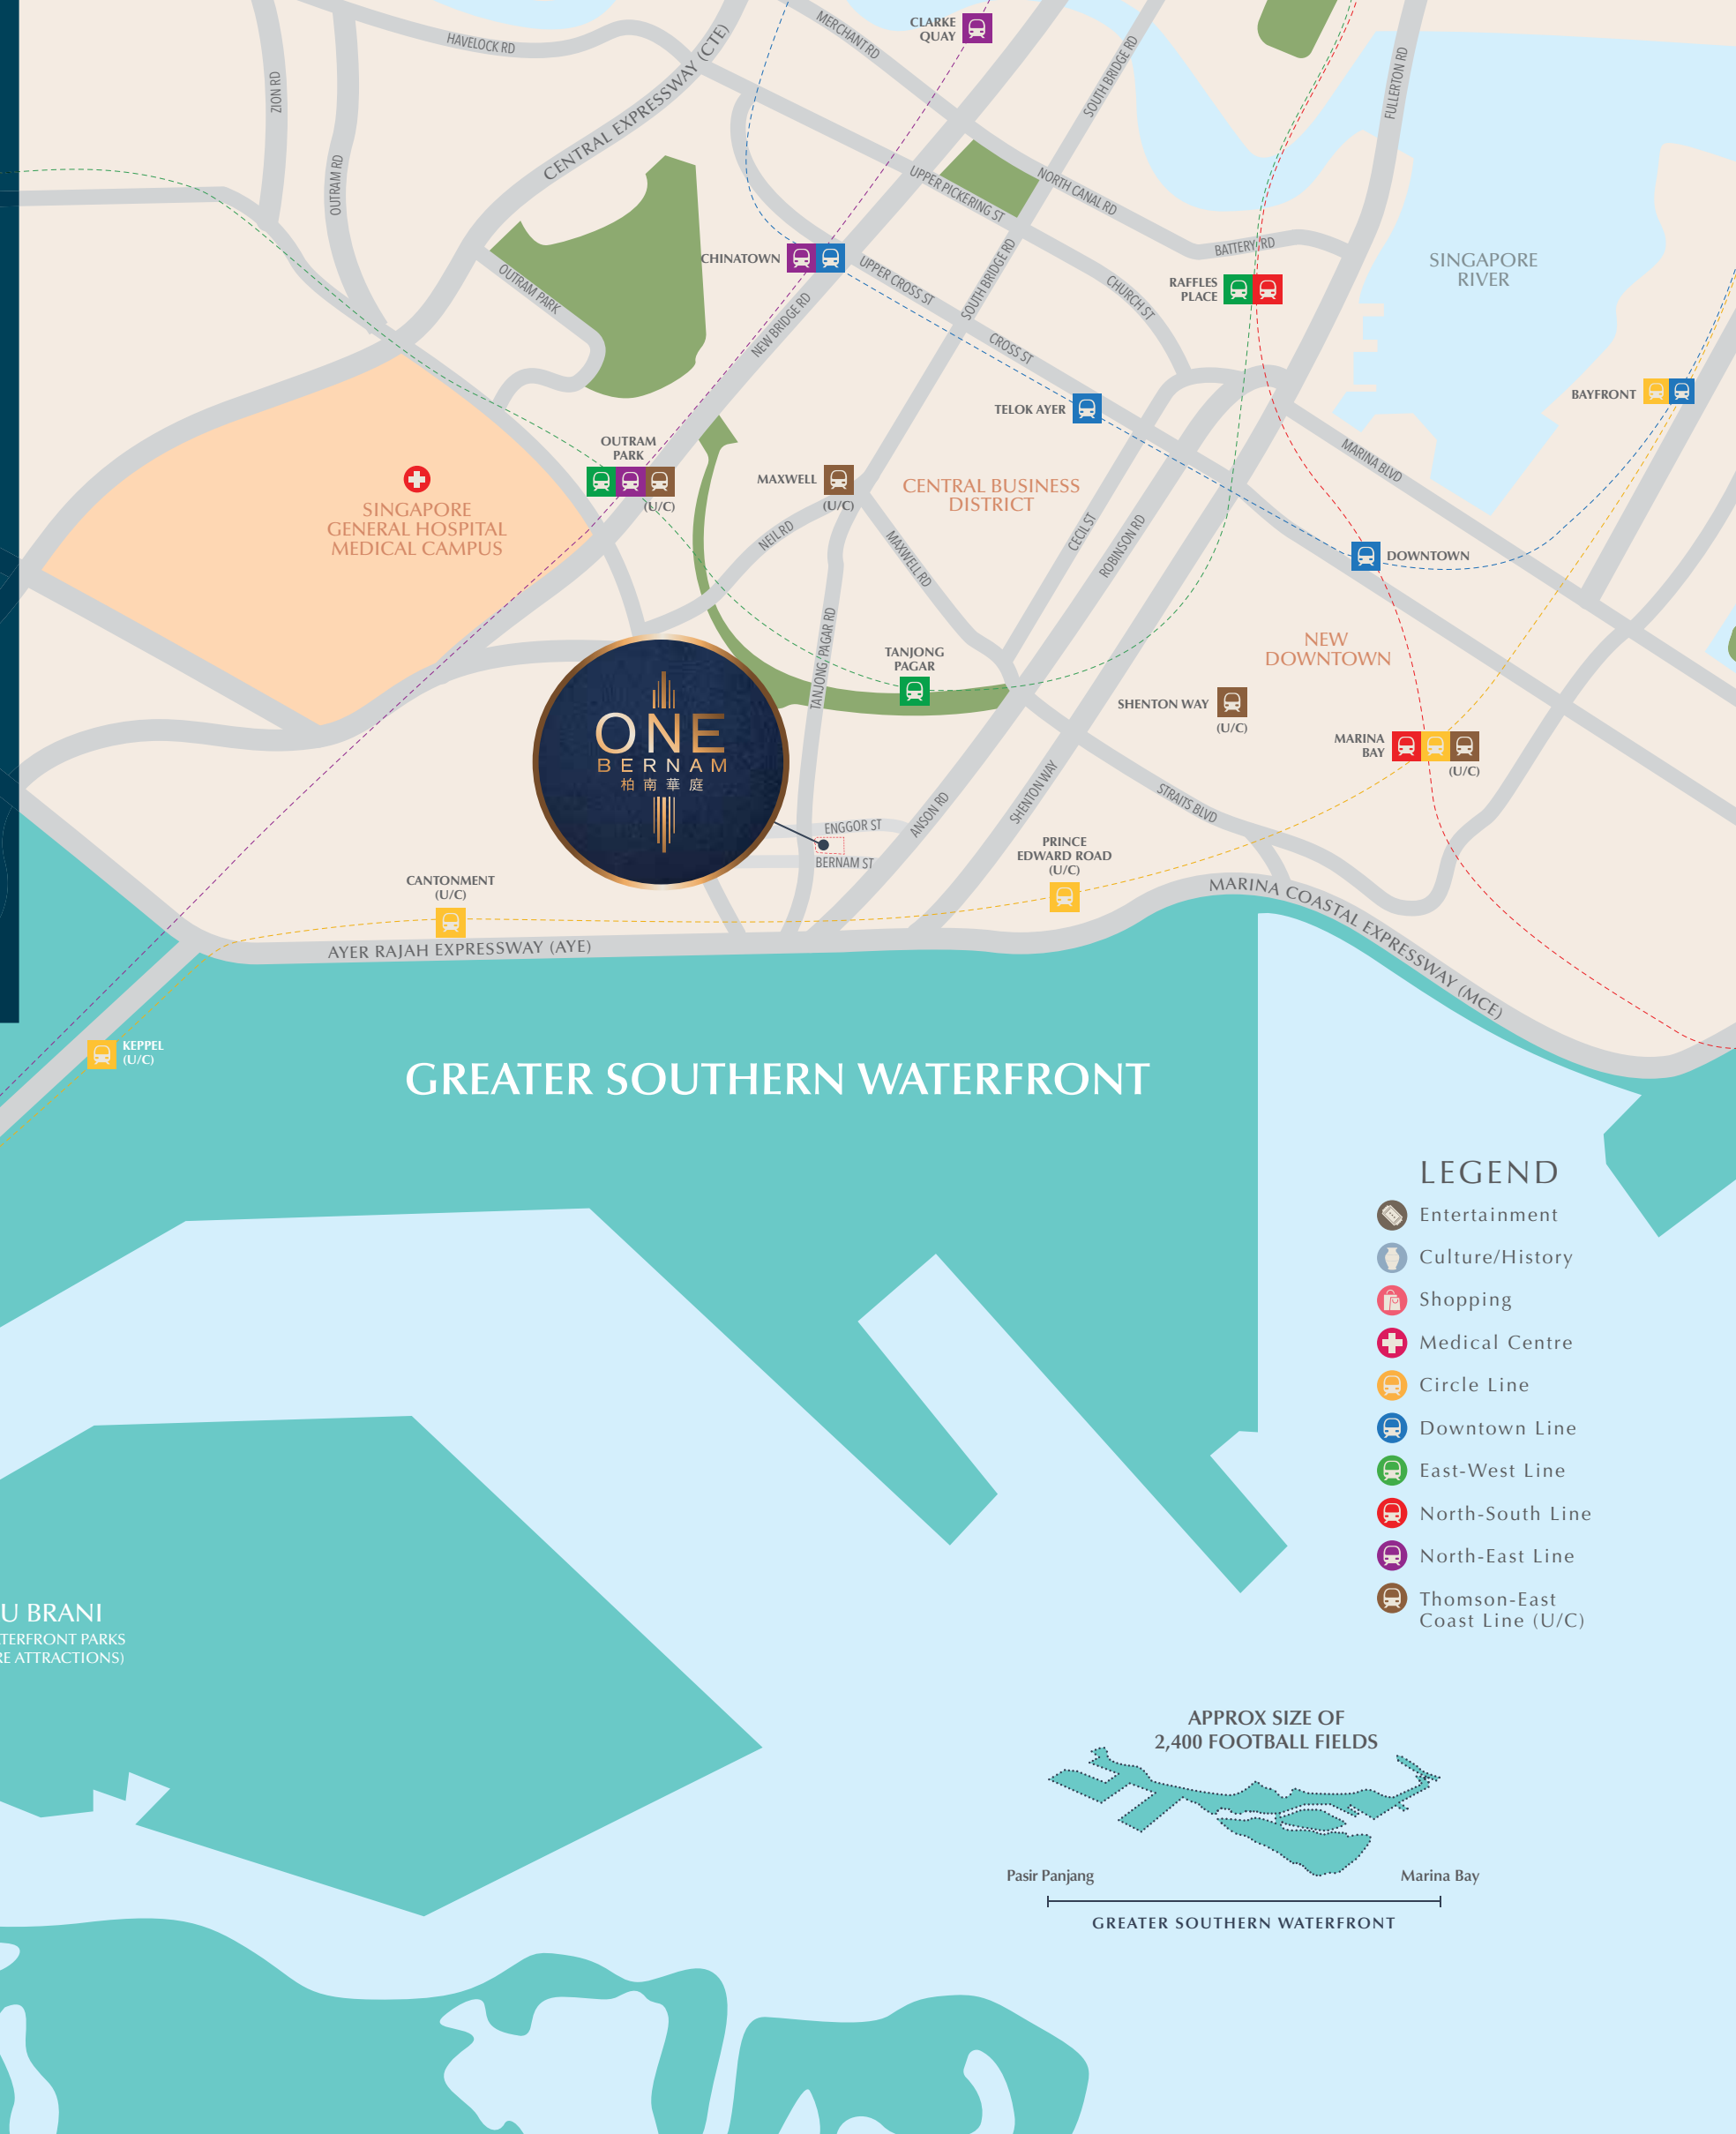 CLARKE
QUAY
MERCHANT RD
HAVELOCK RD
SOUTH BRIDGE RD
FULLERTON RD
ZION RD
CENTRAL EXPRESSWAY (CTE)
OUTRAM RD
UPPER PICKERING ST
NORTH CANAL RD
BATTERY RD
SINGAPORE
RIVER
CHINATOWN
UPPER CROSS ST
SOUTH BRIDGE RD
CHURCH ST
RAFFLES
PLACE
OUTRAM PARK
NEW BRIDGE RD
CROSS ST
BAYFRONT
TELOK AYER
MARINA BLVD
OUTRAM
PARK
(U/C)
MAXWELL
(U/C)
CENTRAL BUSINESS
DISTRICT
SINGAPORE
GENERAL HOSPITAL
MEDICAL CAMPUS
NEIL RD
MAXWELL RD
CECIL ST
ROBINSON RD
DOWNTOWN
NEW
DOWNTOWN
TANJONG PAGAR RD
TANJONG
PAGAR
SHENTON WAY
(U/C)
MARINA
BAY
(U/C)
ONE
BERNAM
柏南華庭
ENGGOR ST
BERNAM ST
ANSON RD
SHENTON WAY
STRAITS BLVD
PRINCE
EDWARD ROAD
(U/C)
CANTONMENT
(U/C)
AYER RAJAH EXPRESSWAY (AYE)
MARINA COASTAL EXPRESSWAY (MCE)
KEPPEL
(U/C)
GREATER SOUTHERN WATERFRONT
LEGEND
Entertainment
Culture/History
Shopping
Medical Centre
Circle Line
Downtown Line
East-West Line
North-South Line
North-East Line
Thomson-East
Coast Line (U/C)
U BRANI
TERFRONT PARKS
RE ATTRACTIONS)
APPROX SIZE OF
2,400 FOOTBALL FIELDS
Pasir Panjang
Marina Bay
GREATER SOUTHERN WATERFRONT